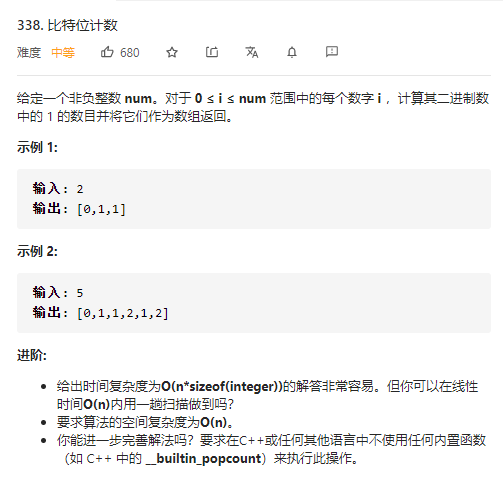 338. 比特位计数
难度 中等 680
给定一个非负整数 num。对于 0 ≤ i ≤ num 范围中的每个数字 i ，计算其二进制数
中的 1 的数目并将它们作为数组返回。
示例 1:
输入: 2
输出: [0,1,1]
示例 2:
输入: 5
输出: [0,1,1,2,1,2]
进阶:
• 给出时间复杂度为O(n*sizeof(integer))的解答非常容易。但你可以在线性
时间O(n)内用一趟扫描做到吗？
• 要求算法的空间复杂度为O(n)。
• 你能进一步完善解法吗？要求在C++或任何其他语言中不使用任何内置函数
（如 C++ 中的 __builtin_popcount）来执行此操作。